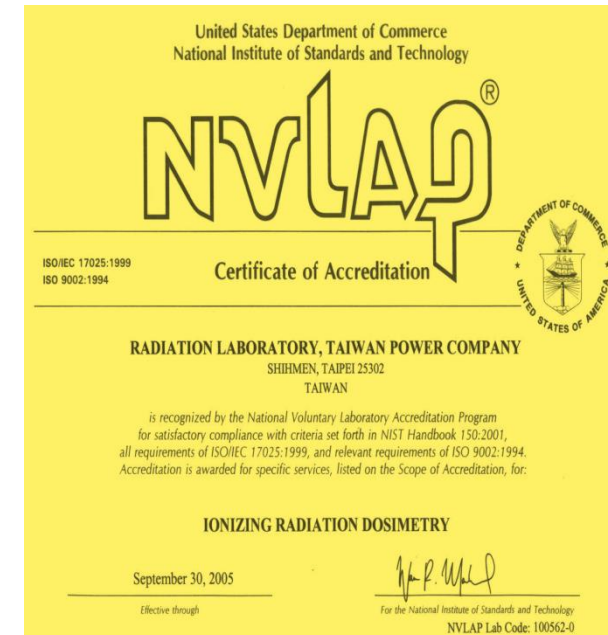 United States Department of Commerce
National Institute of Standards and Technology
NVLAP®
ISO/IEC 17025:1999
ISO 9002:1994
Certificate of Accreditation
DEPARTMENT OF COMMERCE
UNITED STATES OF AMERICA
RADIATION LABORATORY, TAIWAN POWER COMPANY
SHIHMEN, TAIPEI 25302
TAIWAN
is recognized by the National Voluntary Laboratory Accreditation Program
for satisfactory compliance with criteria set forth in NIST Handbook 150:2001,
all requirements of ISO/IEC 17025:1999, and relevant requirements of ISO 9002:1994.
Accreditation is awarded for specific services, listed on the Scope of Accreditation, for:
IONIZING RADIATION DOSIMETRY
September 30, 2005
Effective through
For the National Institute of Standards and Technology
NVLAP Lab Code: 100562-0